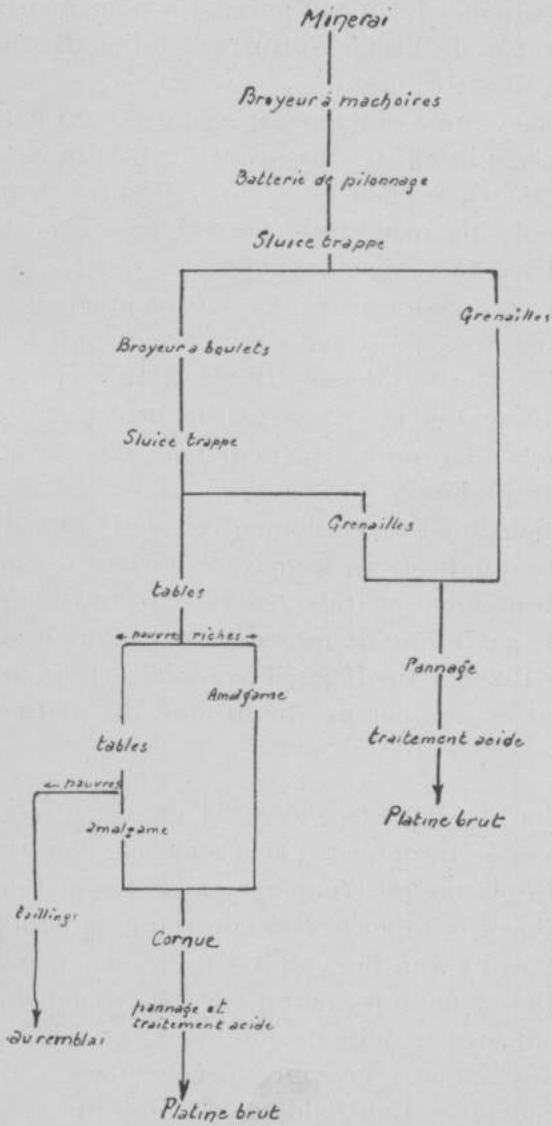 Minerai
Broyeur à machoires
Batterie de pilonnage
Sluice trappe
Grenailles
Broyeur a boulets
Sluice trappe
Grenailles
tables
pauvres riches
Amalgame
Pannage
tables
traitement acide
pauvres
Platine brut
amalgame
taillings
Cornue
pannage et
traitement acide
au remblai
Platine brut